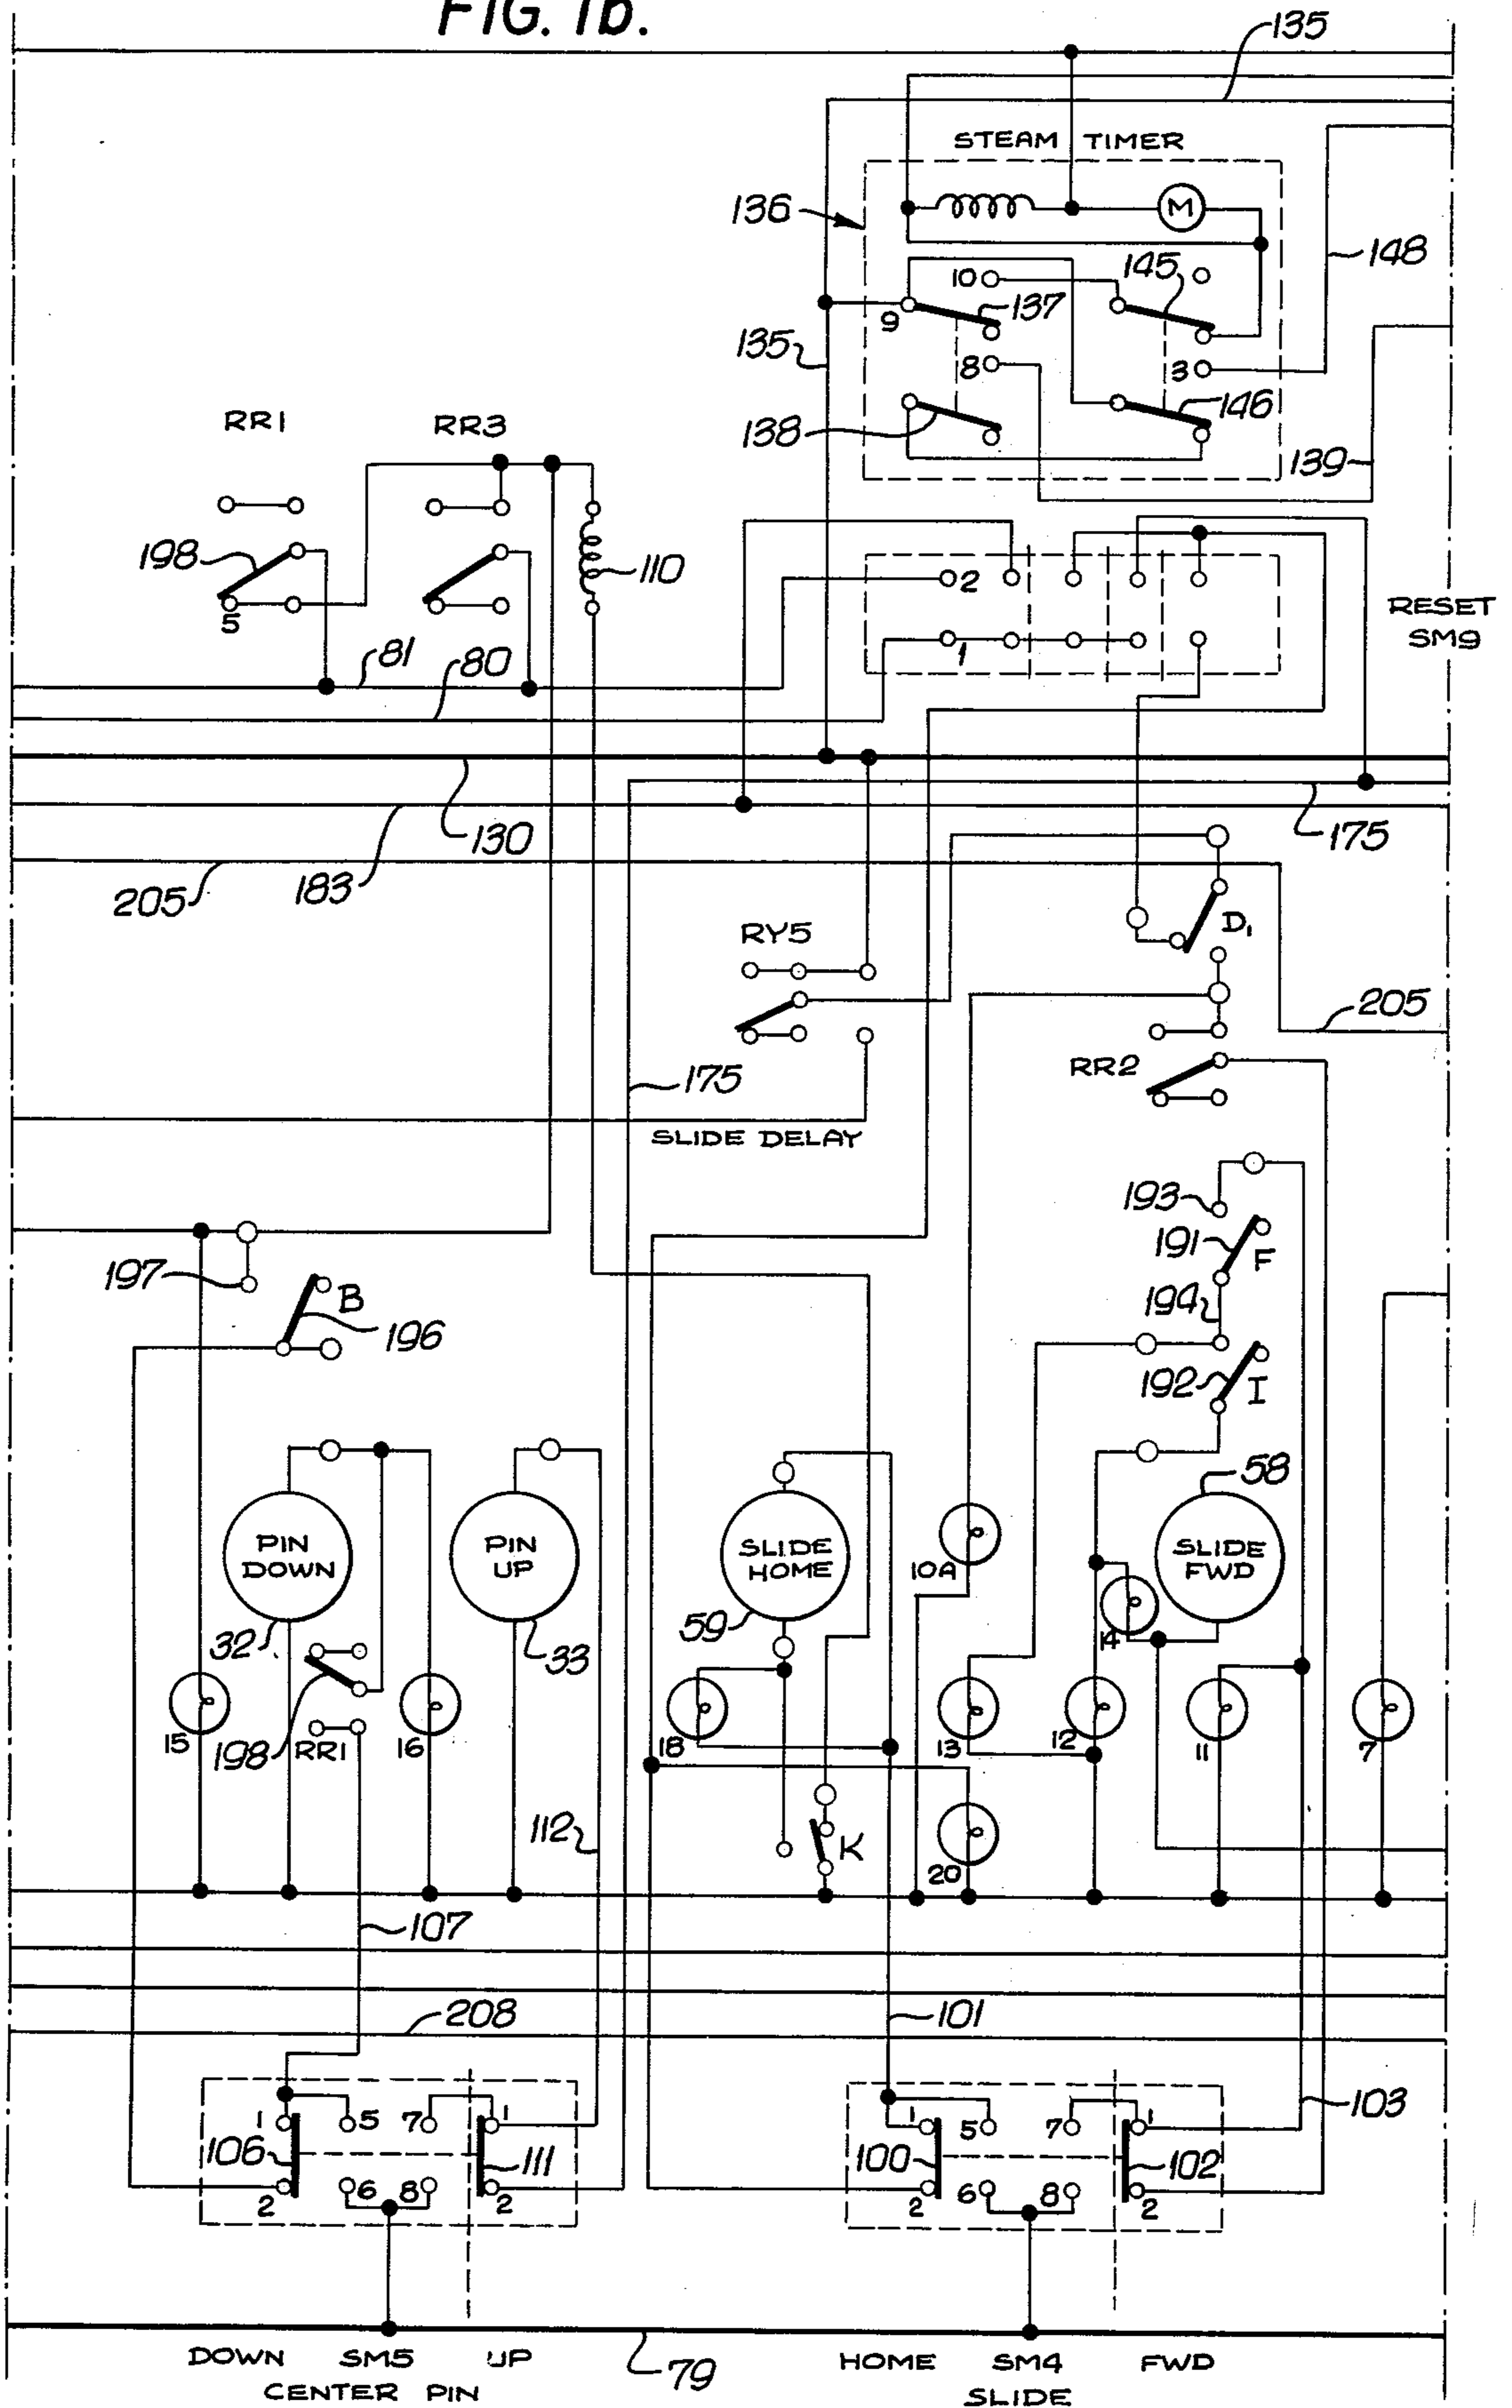 FIG. 1b.
135
STEAM TIMER
136
M
148
10
145
137
9
135
8
3
138
146
139
RR1
RR3
198
110
5
2
RESET
SM9
1
81
80
130
175
183
205
D1
RY5
205
RR2
175
SLIDE DELAY
193
191
F
197
B
194
196
192
I
58
PIN
DOWN
PIN
UP
SLIDE
HOME
10A
SLIDE
FWD
32
33
59
14
15
198
RR1
16
18
13
12
11
7
112
K
20
107
208
101
103
1
5
7
1
1
5
7
1
106
111
100
102
2
6
8
2
2
6
8
2
DOWN SM5 UP
79
HOME SM4 FWD
CENTER PIN
SLIDE